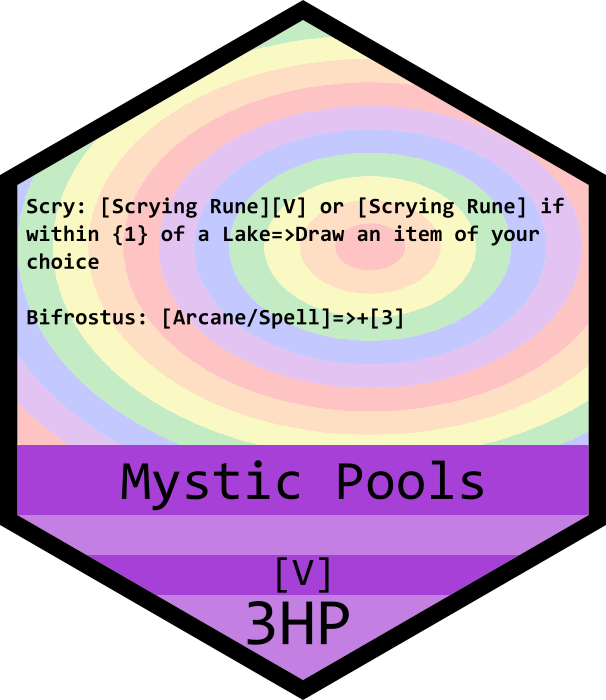 Scry: [Scrying Rune][V] or [Scrying Rune] if
within {1} of a Lake=>Draw an item of your
choice
Bifrostus: [Arcane/Spell]=>+[3]
Mystic Pools
[V]
3HP